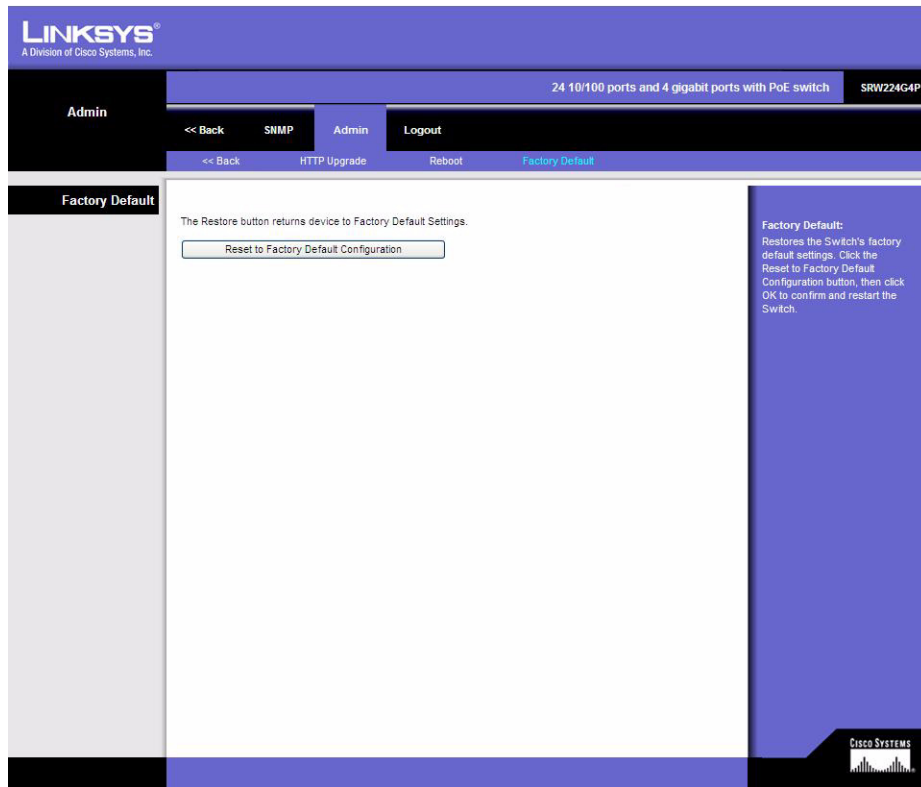 LINKSYS®
A Division of Cisco Systems, Inc.
24 10/100 ports and 4 gigabit ports with PoE switch SRW224G4P
Admin
<< Back SNMP Admin Logout
<< Back HTTP Upgrade Reboot Factory Default
Factory Default
The Restore button returns device to Factory Default Settings.
Reset to Factory Default Configuration
Factory Default:
Restores the Switch's factory
default settings. Click the
Reset to Factory Default
Configuration button, then click
OK to confirm and restart the
Switch.
CISCO SYSTEMS